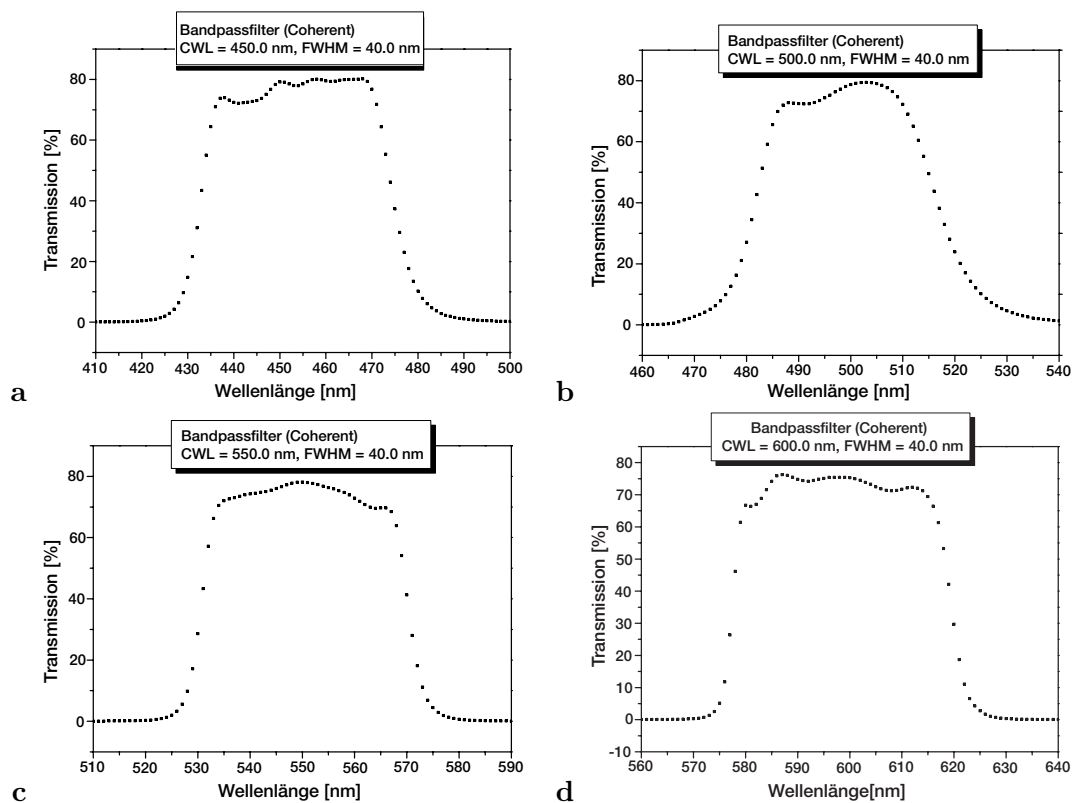 Bandpassfilter (Coherent)
CWL = 450.0 nm, FWHM = 40.0 nm
80
60
40
20
0
Transmission [%]
410 420 430 440 450 460 470 480 490 500
Wellenlänge [nm]
a
Bandpassfilter (Coherent)
CWL = 500.0 nm, FWHM = 40.0 nm
80
60
40
20
0
Transmission [%]
460 470 480 490 500 510 520 530 540
Wellenlänge [nm]
b
Bandpassfilter (Coherent)
CWL = 550.0 nm, FWHM = 40.0 nm
80
60
40
20
0
Transmission [%]
510 520 530 540 550 560 570 580 590
Wellenlänge[nm]
c
Bandpassfilter (Coherent)
CWL = 600.0 nm, FWHM = 40.0 nm
80
75
70
60
50
40
30
25
15
5
0
-10
Transmission [%]
560 570 580 590 600 610 620 630 640
Wellenlänge[nm]
d